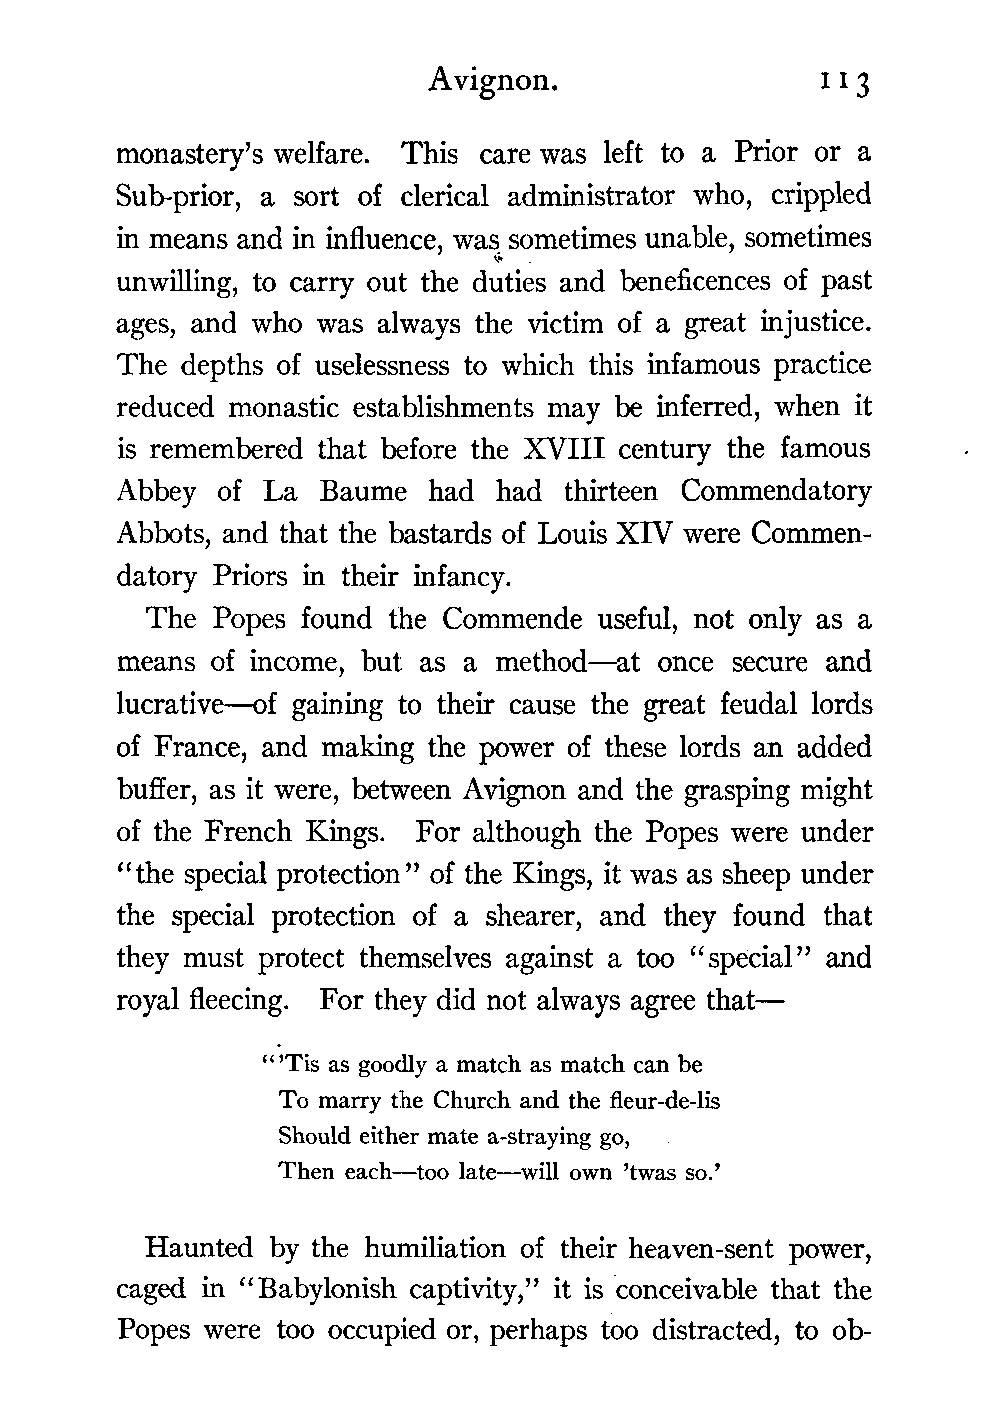 Avignon. 113
monastery's welfare. This care was left to a Prior or a
Sub-prior, a sort of clerical administrator who, crippled
in means and in influence, was sometimes unable, sometimes
unwilling, to carry out the duties and beneficences of past
ages, and who was always the victim of a great injustice.
The depths of uselessness to which this infamous practice
reduced monastic establishments may be inferred, when it
is remembered that before the XVIII century the famous
Abbey of La Baume had had thirteen Commendatory
Abbots, and that the bastards of Louis XIV were Commen-
datory Priors in their infancy.
The Popes found the Commende useful, not only as a
means of income, but as a method—at once secure and
lucrative—of gaining to their cause the great feudal lords
of France, and making the power of these lords an added
buffer, as it were, between Avignon and the grasping might
of the French Kings. For although the Popes were under
“the special protection” of the Kings, it was as sheep under
the special protection of a shearer, and they found that
they must protect themselves against a too “special” and
royal fleecing. For they did not always agree that—
“’Tis as goodly a match as match can be
To marry the Church and the fleur-de-lis
Should either mate a-straying go,
Then each—too late—will own ’twas so.’
Haunted by the humiliation of their heaven-sent power,
caged in “Babylonish captivity,” it is conceivable that the
Popes were too occupied or, perhaps too distracted, to ob-